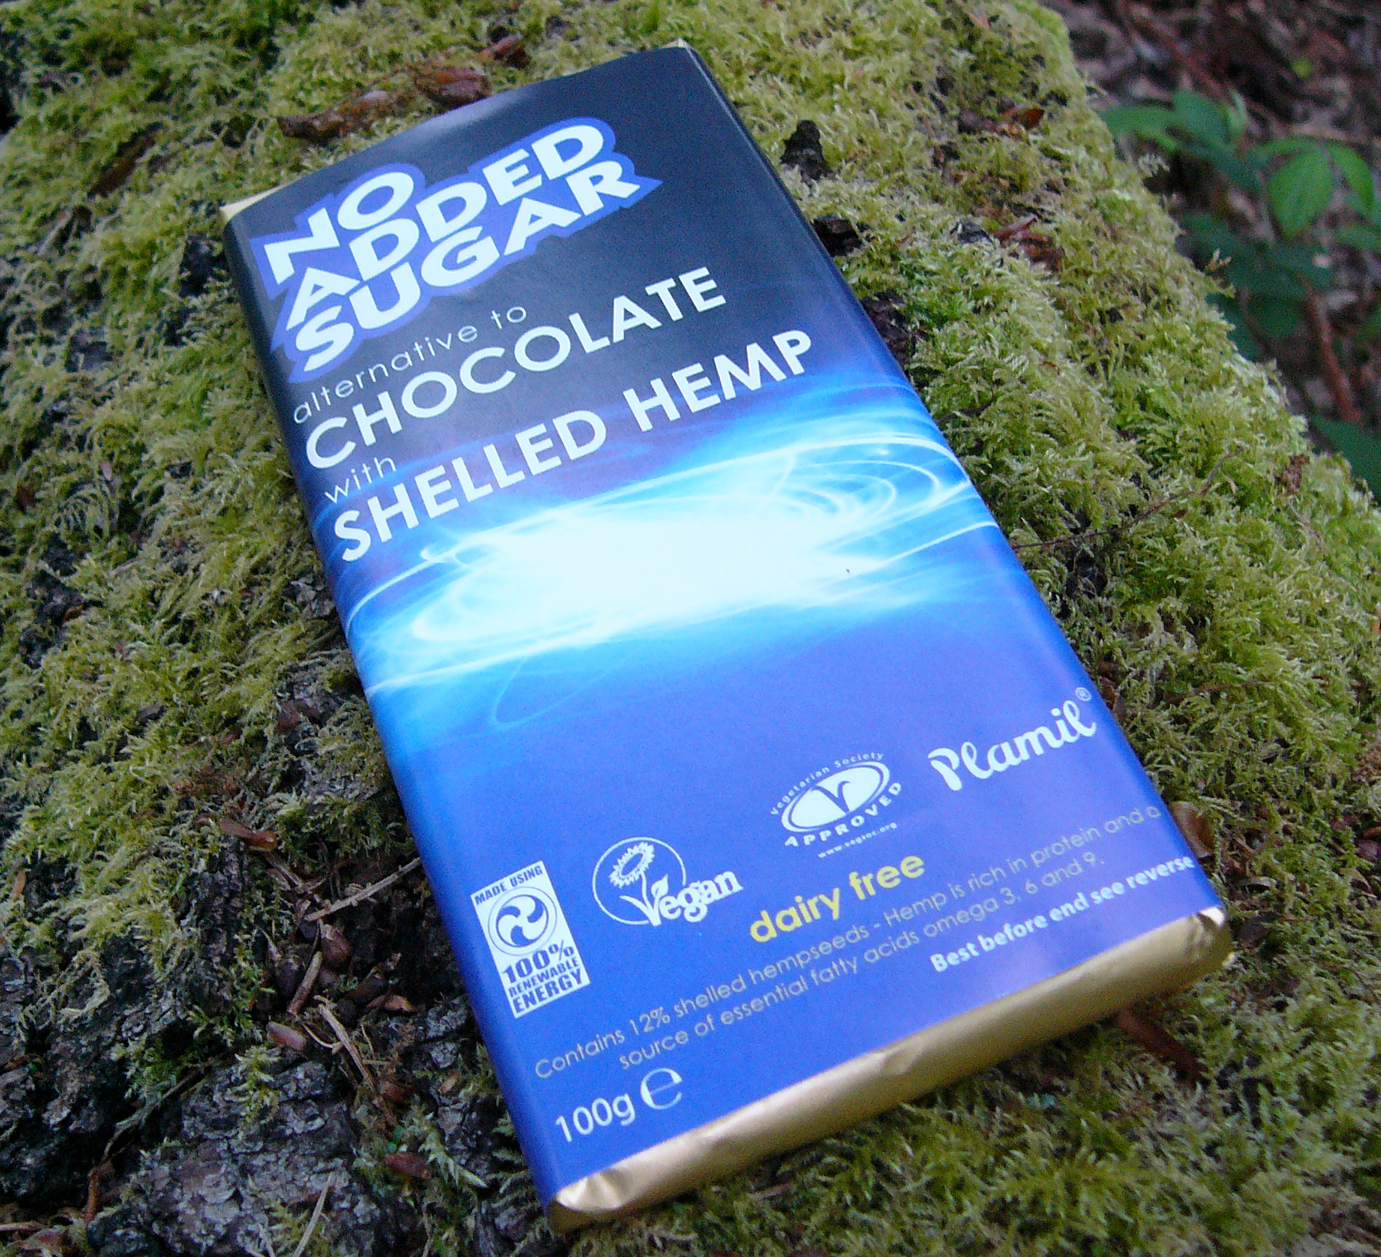 NO
ADDED
SUGAR
alternative to
CHOCOLATE
with
SHELLED HEMP
Plamil®
Vegetarian Society
APPROVED
www.vegsoc.org
Vegan
MADE USING
100%
RENEWABLE
ENERGY
dairy free
Contains 12% shelled hempseeds - Hemp is rich in protein and a
source of essential fatty acids omega 3, 6 and 9.
Best before end see reverse
100g ℮